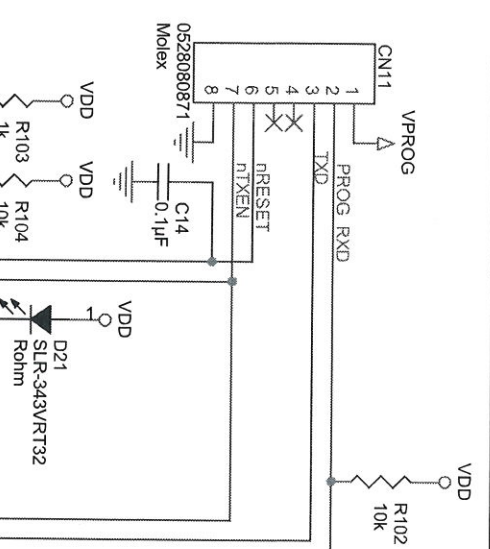 CN11
0528080871
Molex
1
2
3
4
5
6
7
8
VPROG
PROG RXD
TXD
nRESET
nTXEN
C14
0.1µF
VDD
R103
1k
VDD
R104
10k
VDD
1
D21
SLR-343VRT32
Rohm
VDD
R102
10k